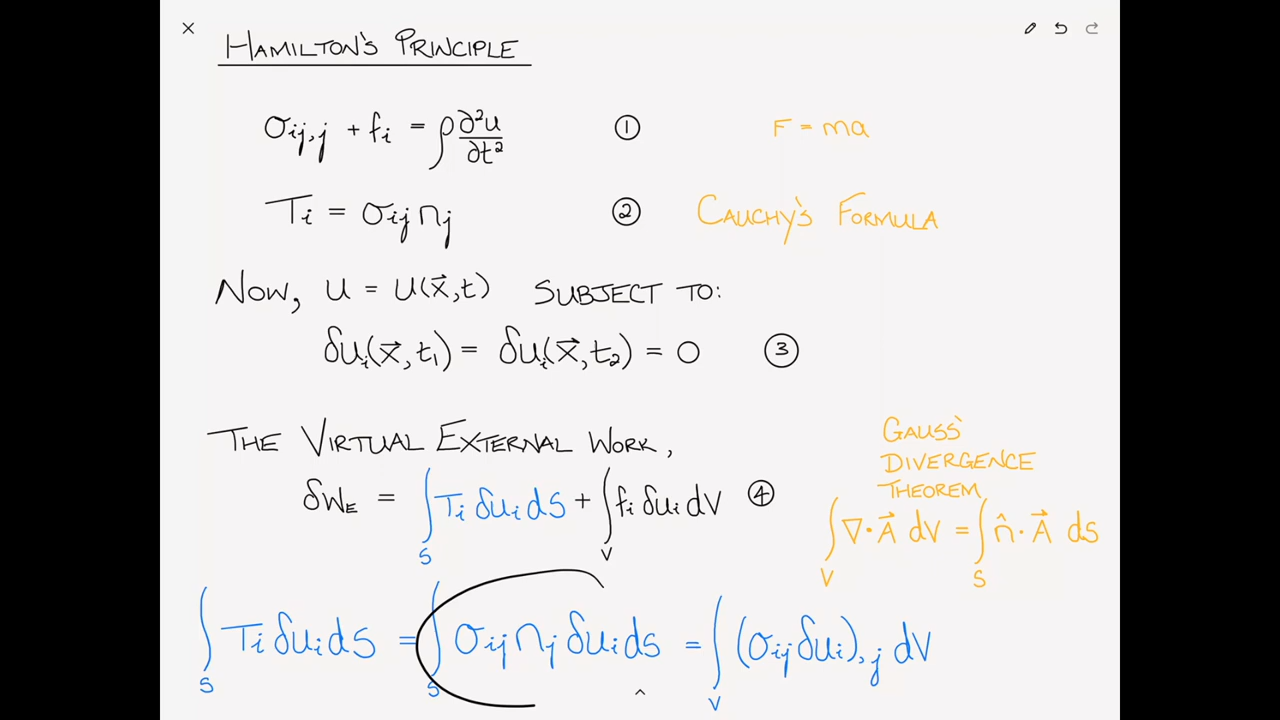 HAMILTON'S PRINCIPLE
σij,j + fi = ρ ∂²u/∂t² ① F = ma
Ti = σij nj ② CAUCHY'S FORMULA
NOW, u = u(x⃗,t) SUBJECT TO:
δui(x⃗,t1) = δui(x⃗,t2) = 0 ③
THE VIRTUAL EXTERNAL WORK,
δWE = ∫S Ti δui dS + ∫V fi δui dV ④
GAUSS'
DIVERGENCE
THEOREM
∫V ∇·A⃗ dV = ∫S n̂·A⃗ dS
∫S Ti δui dS = ∫S σij nj δui dS = ∫V (σij δui),j dV